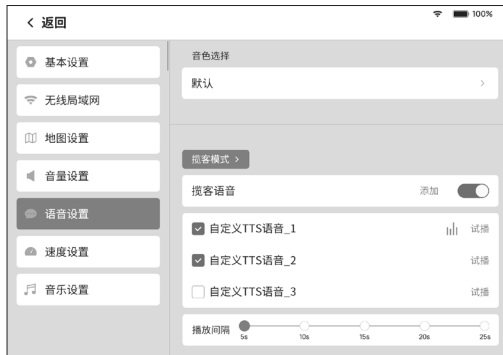 返回
100%
基本设置
无线局域网
地图设置
音量设置
语音设置
速度设置
音乐设置
音色选择
默认
揽客模式 >
揽客语音 添加
自定义TTS语音_1 试播
自定义TTS语音_2 试播
自定义TTS语音_3 试播
播放间隔
5s 10s 15s 20s 25s